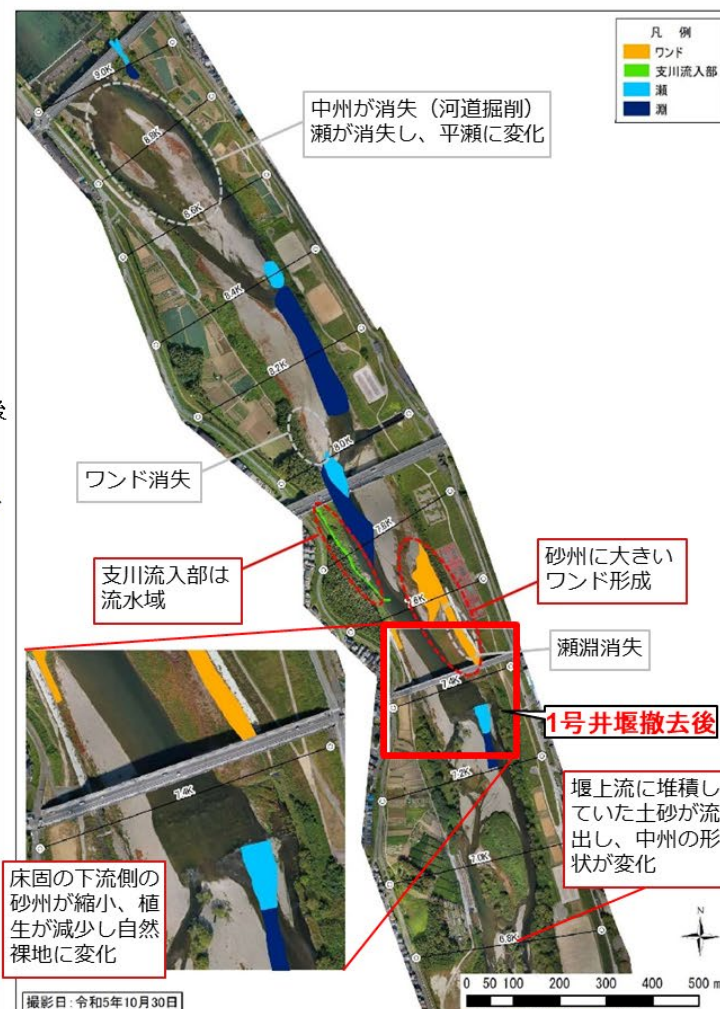 凡 例
ワンド
支川流入部
瀬
淵
9.0K
中州が消失（河道掘削）
瀬が消失し、平瀬に変化
8.8K
8.6K
8.4K
8.2K
後
8.0K
ワンド消失
7.8K
支川流入部は
流水域
砂州に大きい
ワンド形成
7.6K
瀬淵消失
7.4K
1号井堰撤去後
7.2K
堰上流に堆積し
ていた土砂が流
出し、中州の形
状が変化
7.4K
7.0K
床固の下流側の
砂州が縮小、植
生が減少し自然
裸地に変化
6.8K
N
0 50 100 200 300 400 500 m
撮影日:令和5年10月30日